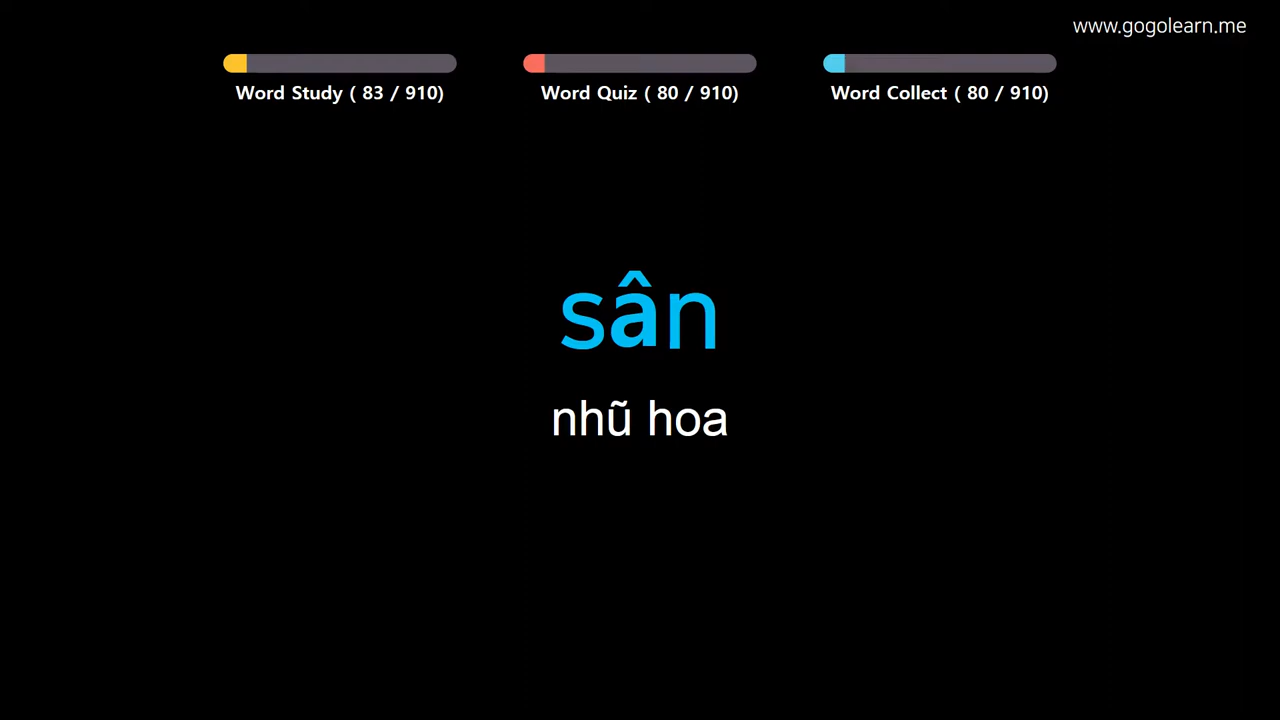 www.gogolearn.me
Word Study ( 83 / 910)
Word Quiz ( 80 / 910)
Word Collect ( 80 / 910)
sân
nhũ hoa